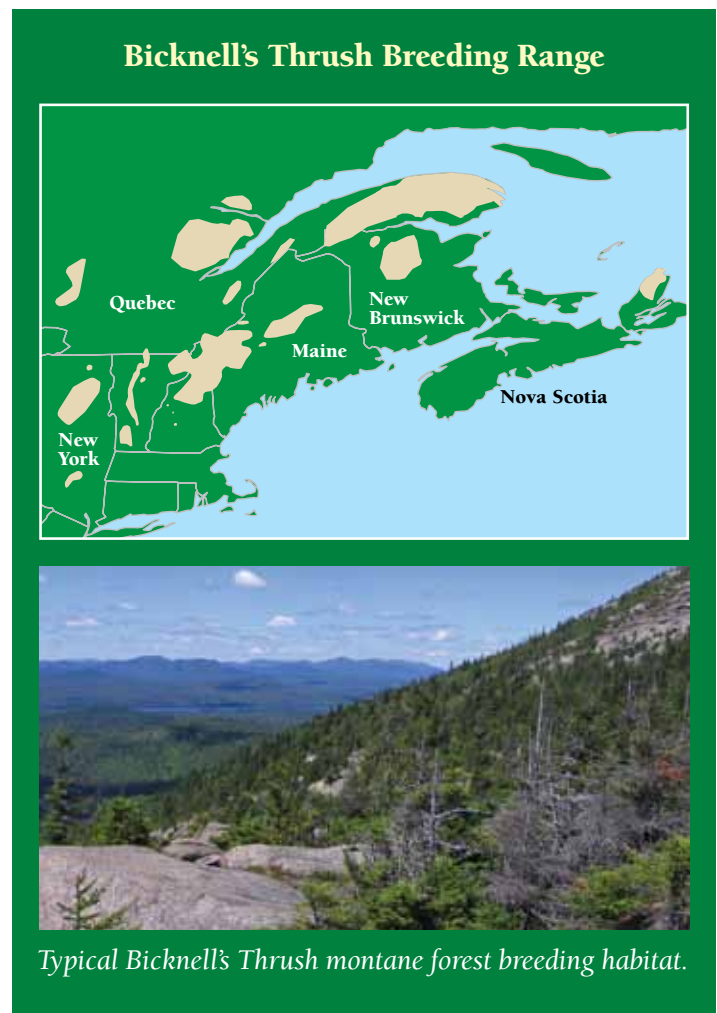 Bicknell's Thrush Breeding Range
Quebec
New
Brunswick
Maine
Nova Scotia
New
York
Typical Bicknell's Thrush montane forest breeding habitat.